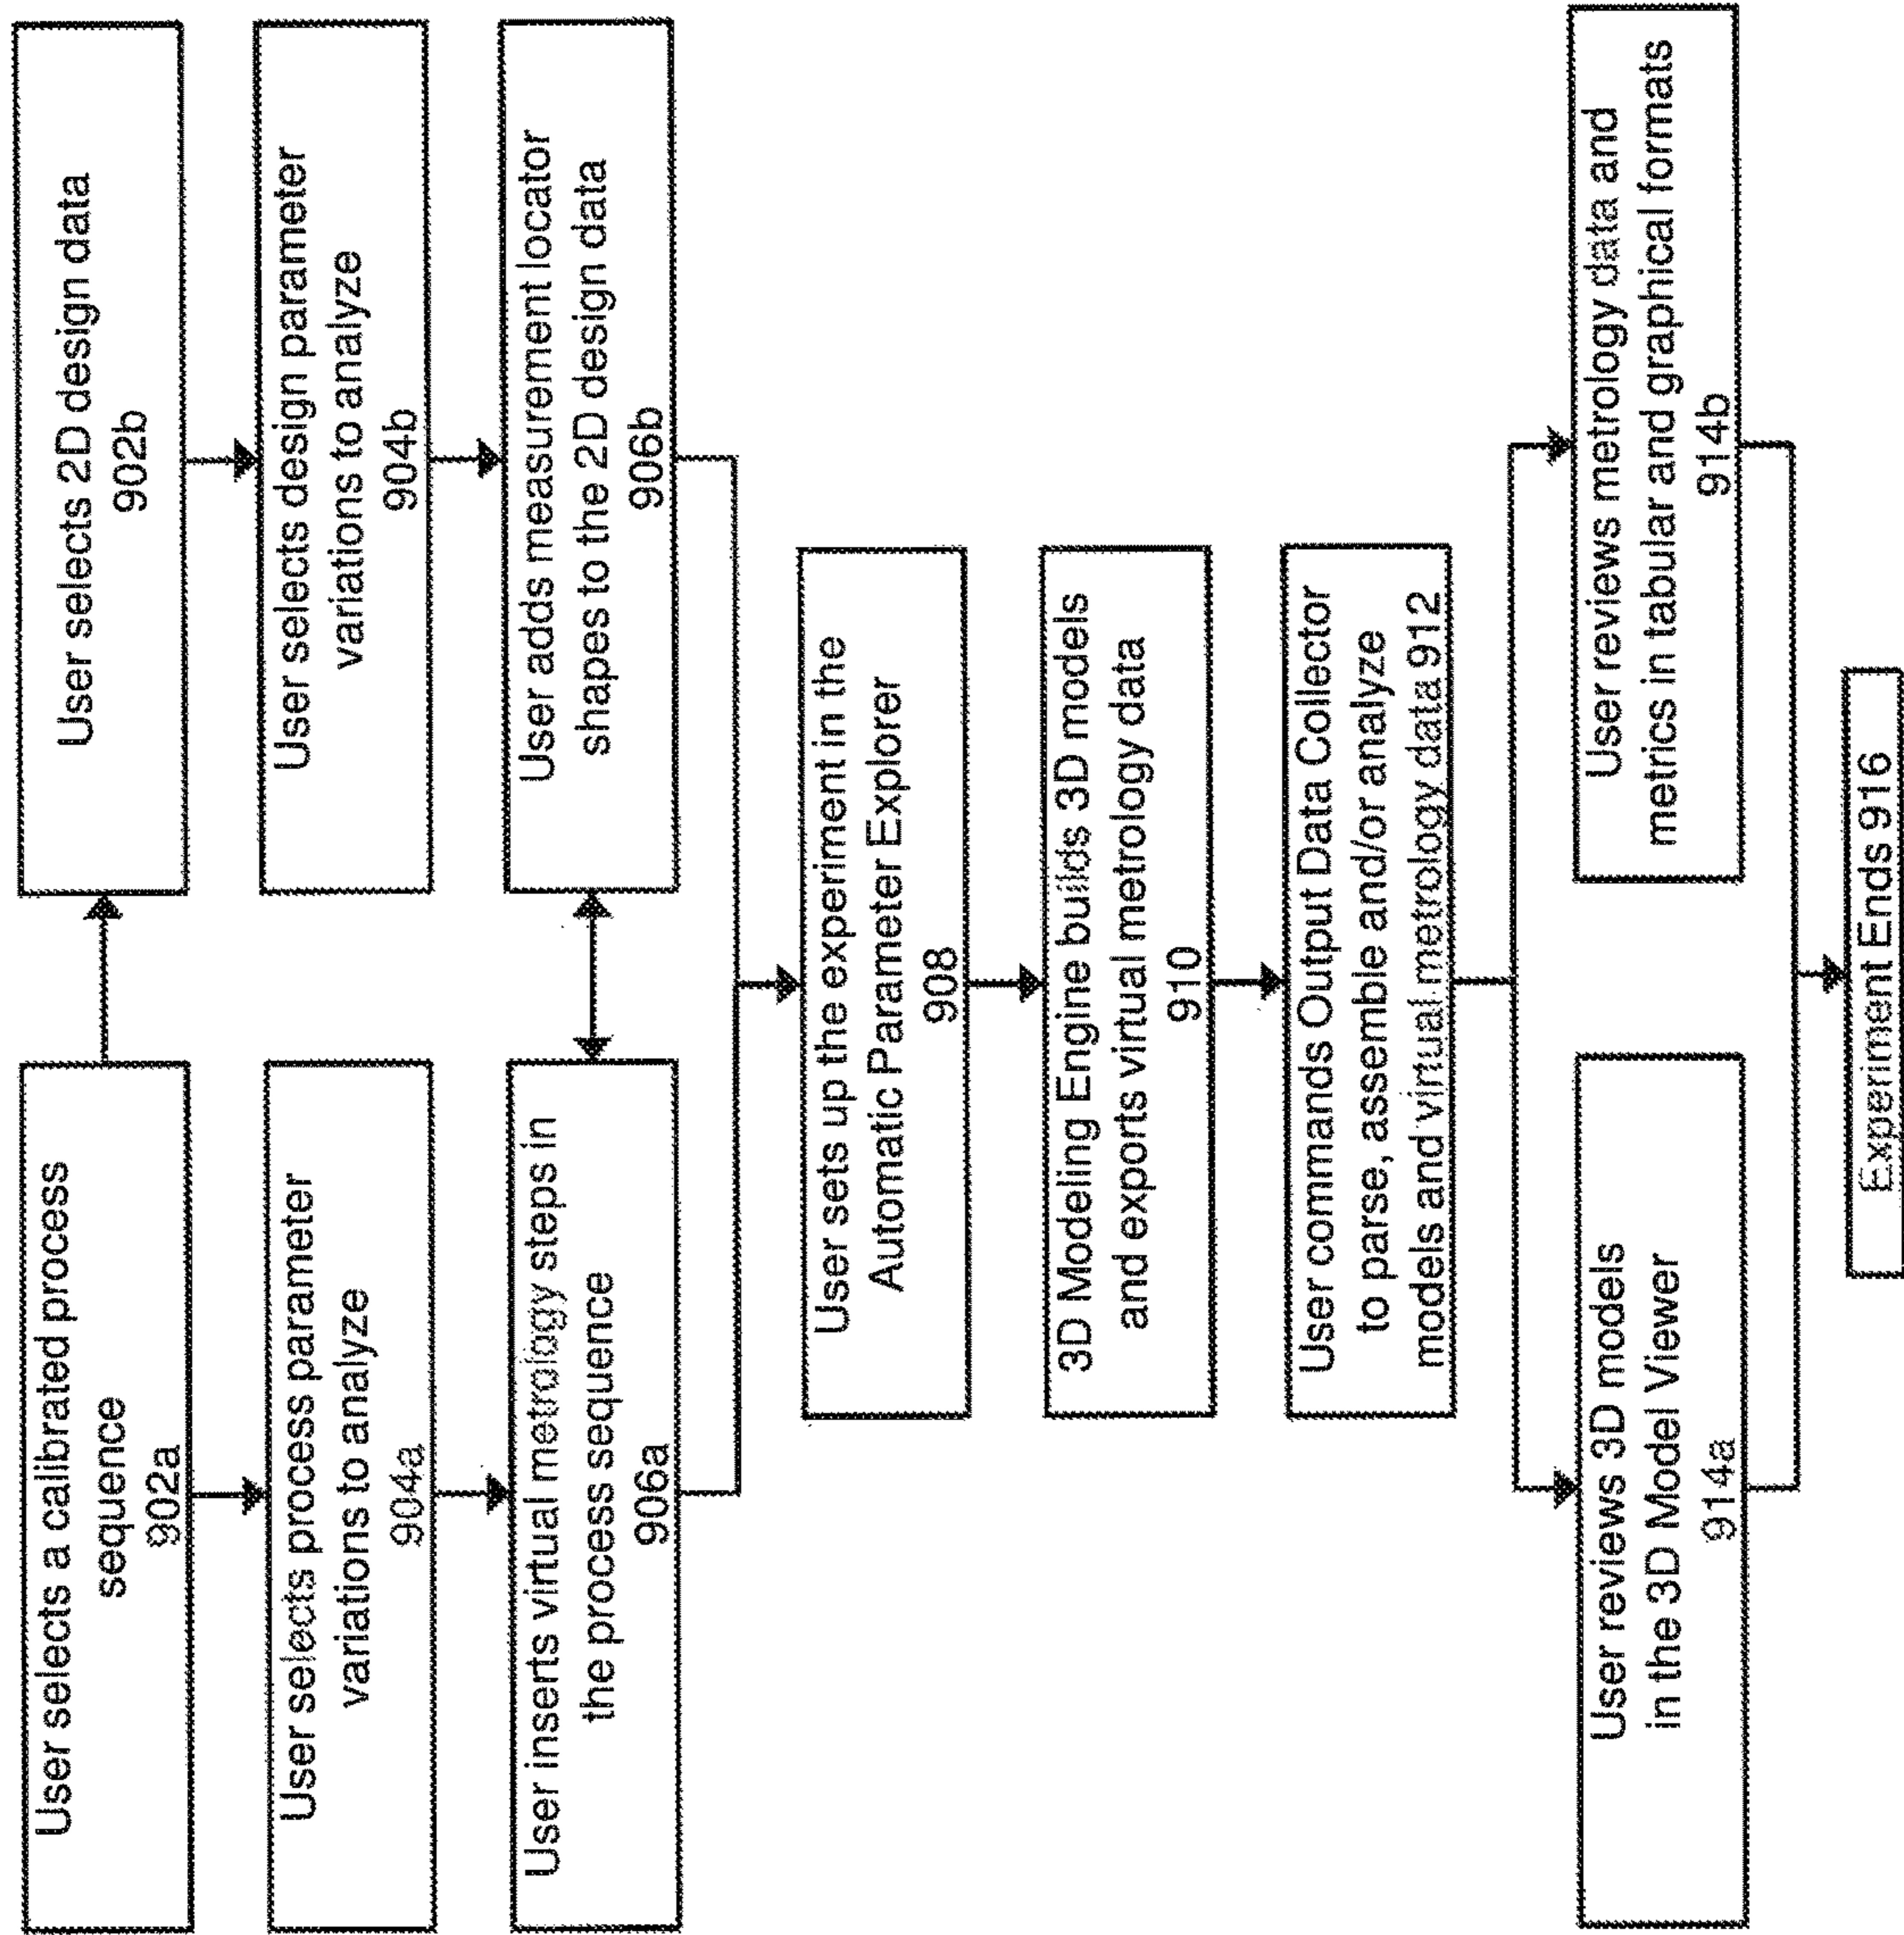 User selects a calibrated process
sequence
902a
User selects 2D design data
902b
User selects process parameter
variations to analyze
904a
User selects design parameter
variations to analyze
904b
User inserts virtual metrology steps in
the process sequence
906a
User adds measurement locator
shapes to the 2D design data
906b
User sets up the experiment in the
Automatic Parameter Explorer
908
3D Modeling Engine builds 3D models
and exports virtual metrology data
910
User commands Output Data Collector
to parse, assemble and/or analyze
models and virtual metrology data 912
User reviews 3D models
in the 3D Model Viewer
914a
User reviews metrology data and
metrics in tabular and graphical formats
914b
Experiment Ends 916